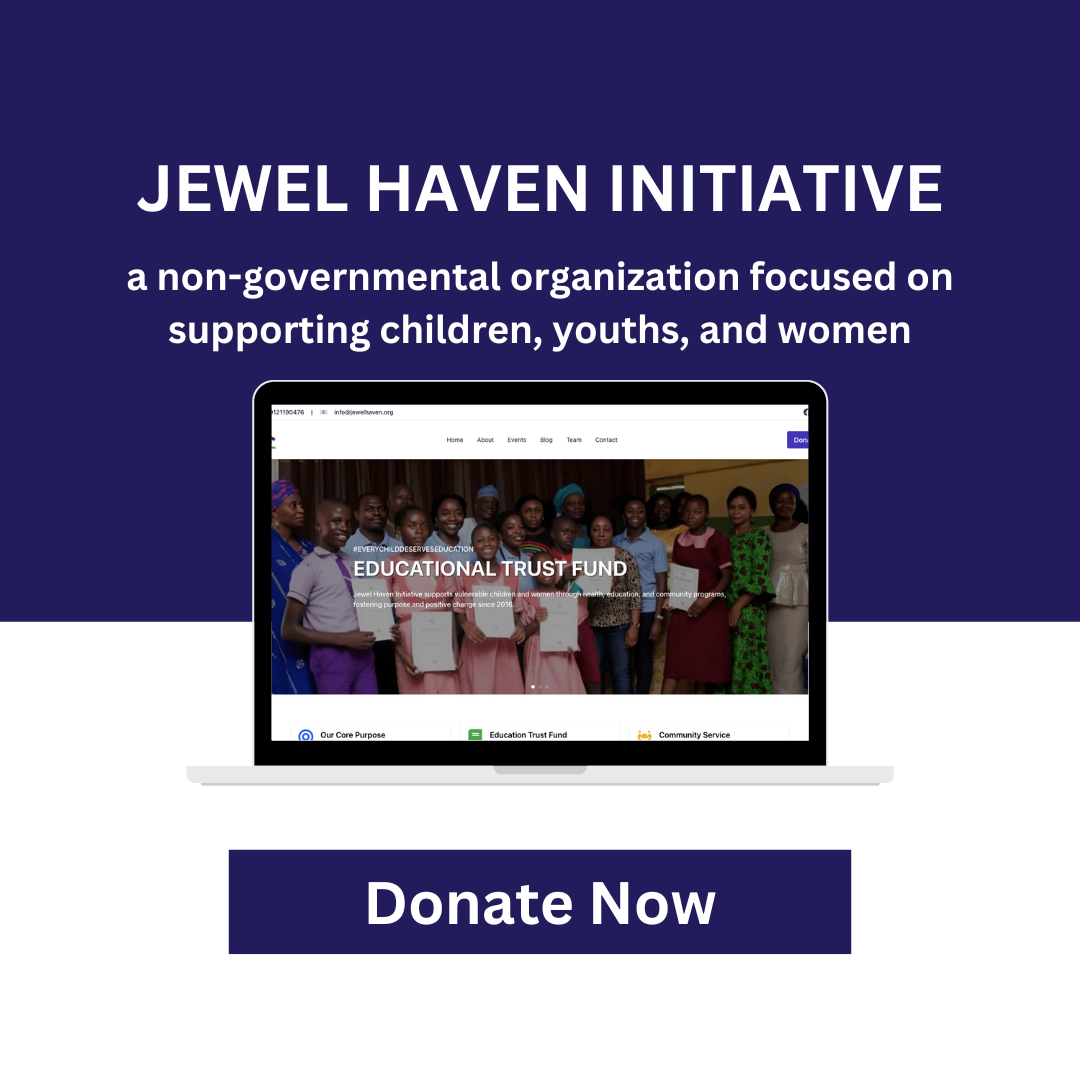 JEWEL HAVEN INITIATIVE
a non-governmental organization focused on
supporting children, youths, and women
121190476 | info@jewelhaven.org
Home About Events Blog Team Contact
#EVERYCHILDDESERVESEDUCATION
EDUCATIONAL TRUST FUND
Jewel Haven Initiative supports vulnerable children and women through health, education, and community programs,
fostering purpose and positive change since 2016.
Our Core Purpose Education Trust Fund Community Service
Donate Now